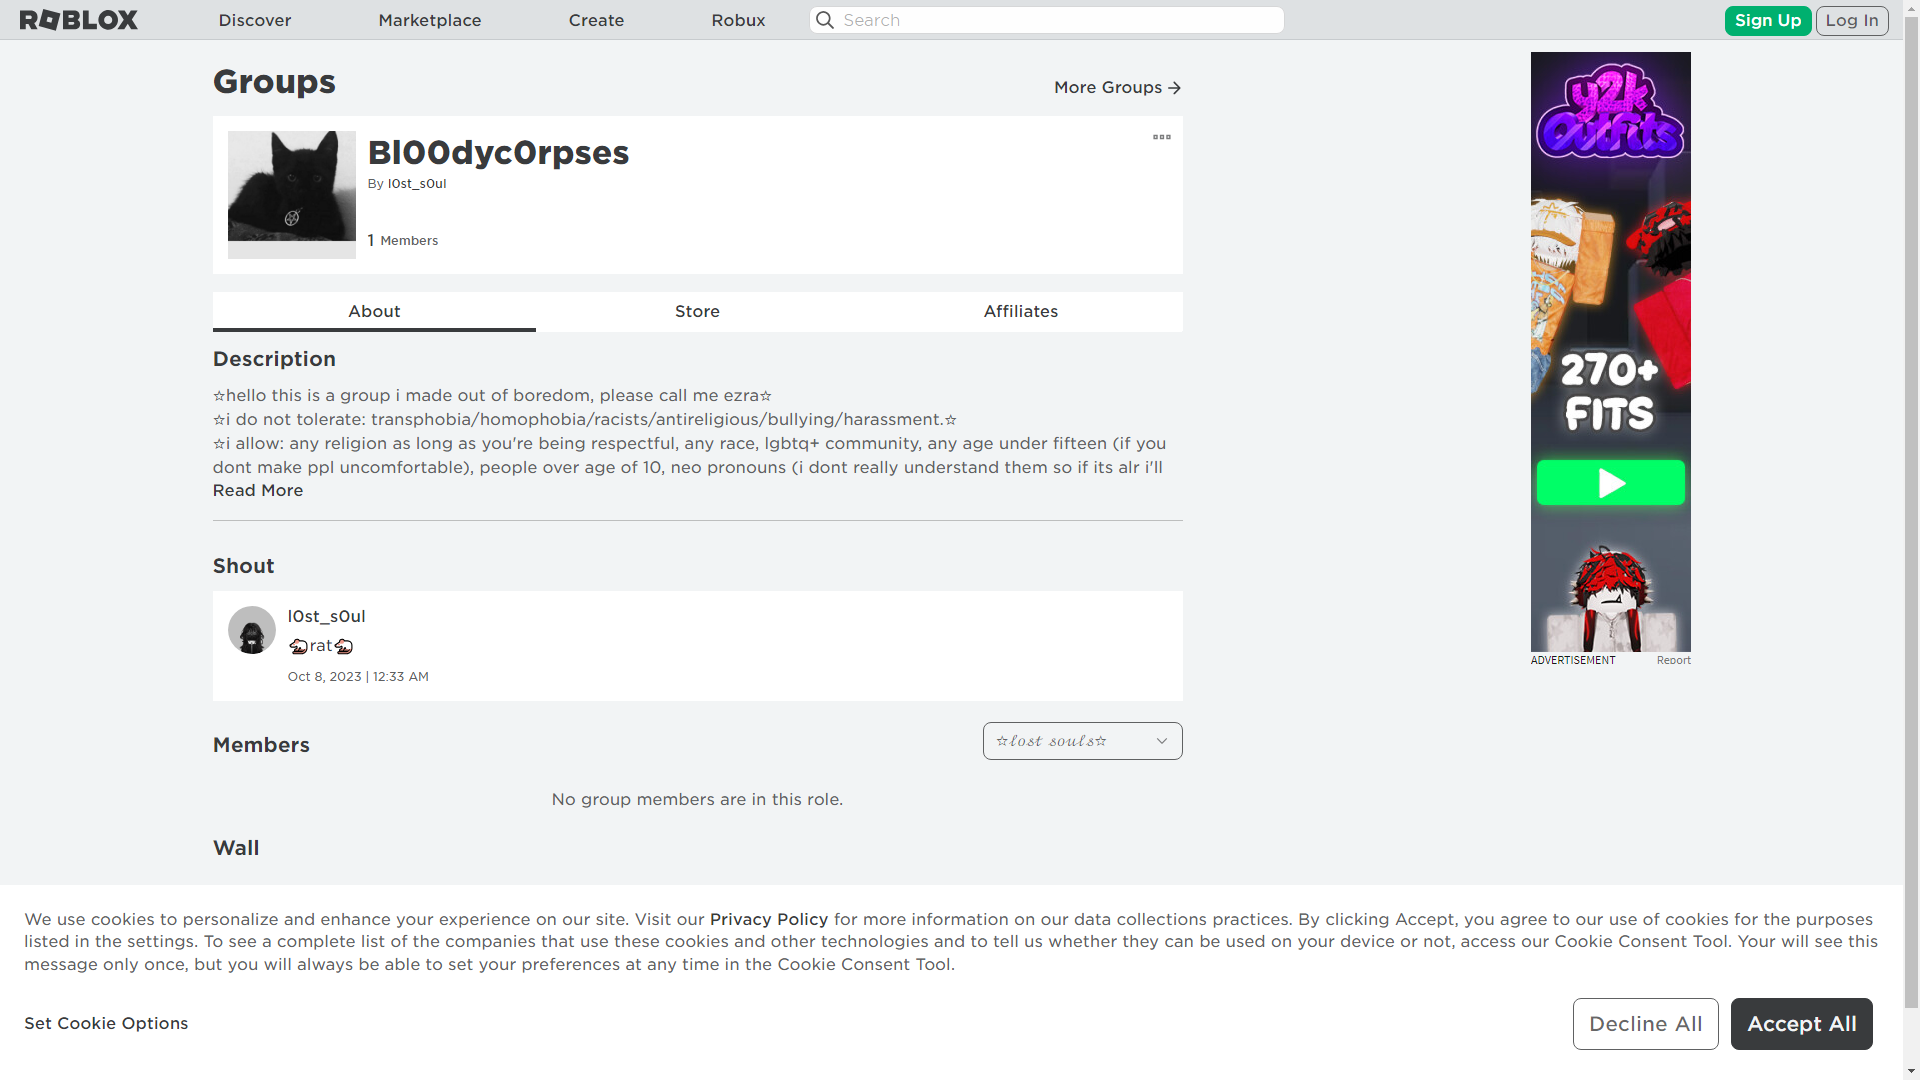 ROBLOX Discover Marketplace Create Robux Search Sign Up Log In
Groups
More Groups
Bl00dyc0rpses
By l0st_s0ul
1 Members
About Store Affiliates
Description
☆hello this is a group i made out of boredom, please call me ezra☆
☆i do not tolerate: transphobia/homophobia/racists/antireligious/bullying/harassment.☆
☆i allow: any religion as long as you're being respectful, any race, lgbtq+ community, any age under fifteen (if you
dont make ppl uncomfortable), people over age of 10, neo pronouns (i dont really understand them so if its alr i'll
Read More
Shout
l0st_s0ul
🐀rat🐀
Oct 8, 2023 | 12:33 AM
Members
☆𝓁𝑜𝓈𝓉 𝓈𝑜𝓊𝓁𝓈☆
No group members are in this role.
Wall
y2k
Outfits
270+
FITS
ADVERTISEMENT Report
We use cookies to personalize and enhance your experience on our site. Visit our Privacy Policy for more information on our data collections practices. By clicking Accept, you agree to our use of cookies for the purposes
listed in the settings. To see a complete list of the companies that use these cookies and other technologies and to tell us whether they can be used on your device or not, access our Cookie Consent Tool. Your will see this
message only once, but you will always be able to set your preferences at any time in the Cookie Consent Tool.
Set Cookie Options
Decline All
Accept All